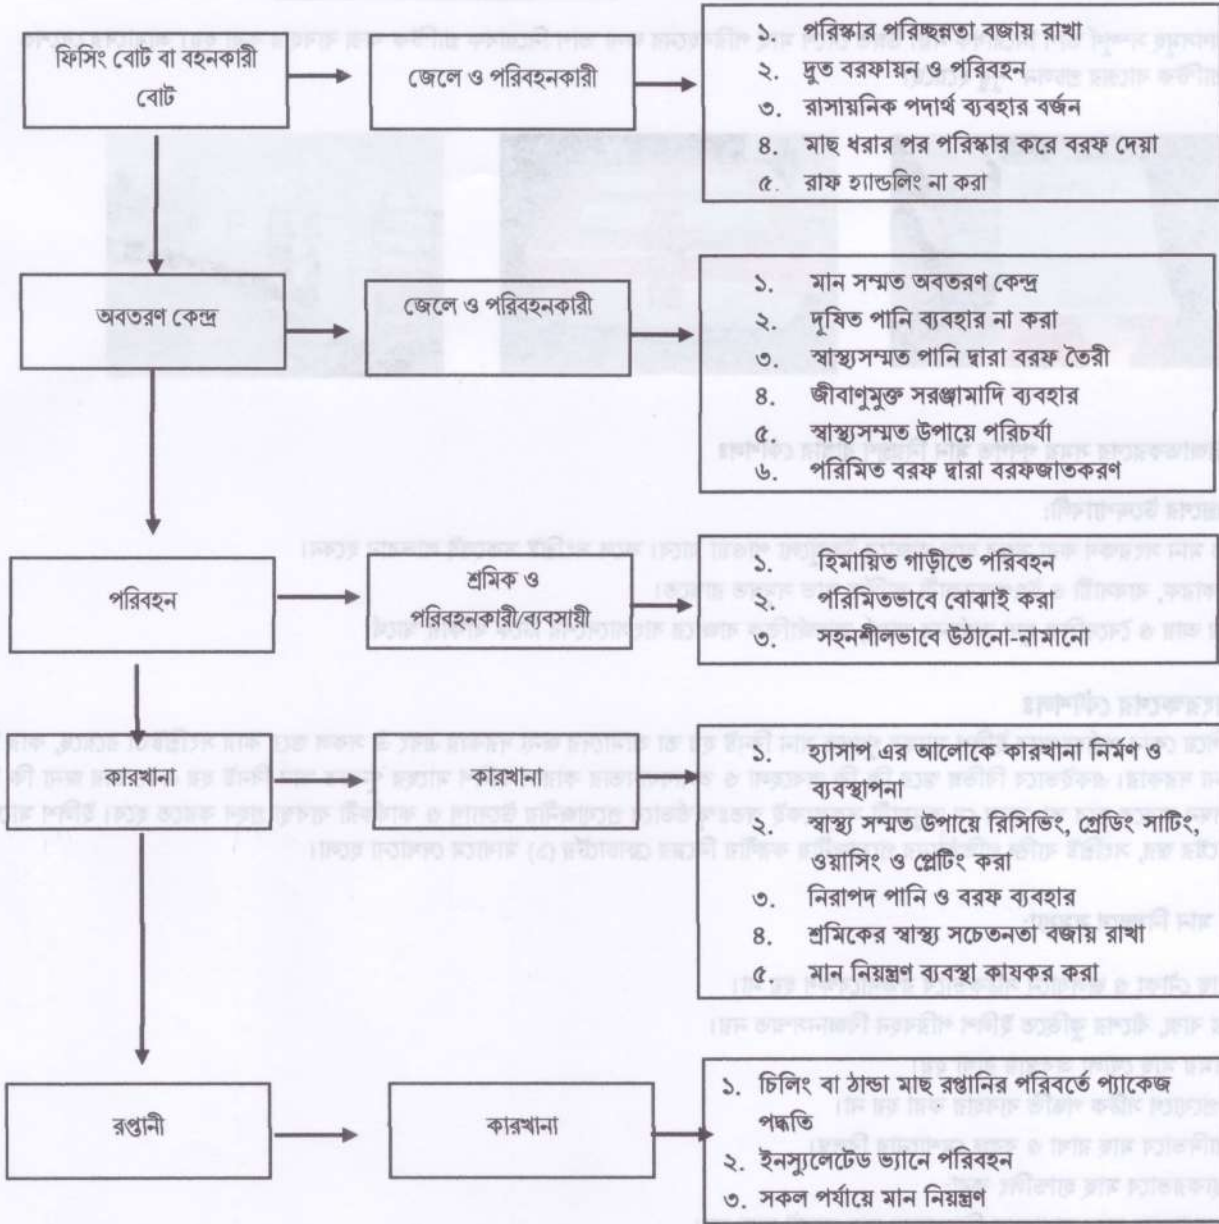 ফিসিং বোট বা বহনকারী
বোট
জেলে ও পরিবহনকারী
১. পরিস্কার পরিচ্ছন্নতা বজায় রাখা
২. দ্রুত বরফায়ন ও পরিবহন
৩. রাসায়নিক পদার্থ ব্যবহার বর্জন
৪. মাছ ধরার পর পরিস্কার করে বরফ দেয়া
৫. রাফ হ্যান্ডলিং না করা
অবতরণ কেন্দ্র
জেলে ও পরিবহনকারী
১. মান সম্মত অবতরণ কেন্দ্র
২. দূষিত পানি ব্যবহার না করা
৩. স্বাস্থ্যসম্মত পানি দ্বারা বরফ তৈরী
৪. জীবাণুমুক্ত সরঞ্জামাদি ব্যবহার
৫. স্বাস্থ্যসম্মত উপায়ে পরিচর্যা
৬. পরিমিত বরফ দ্বারা বরফজাতকরণ
পরিবহন
শ্রমিক ও
পরিবহনকারী/ব্যবসায়ী
১. হিমায়িত গাড়ীতে পরিবহন
২. পরিমিতভাবে বোঝাই করা
৩. সহনশীলভাবে উঠানো-নামানো
কারখানা
কারখানা
১. হ্যাসাপ্ এর আলোকে কারখানা নির্মণ ও
ব্যবস্থাপনা
২. স্বাস্থ্য সম্মত উপায়ে রিসিভিং, গ্রেডিং সার্টিং,
ওয়াসিং ও প্লেটিং করা
৩. নিরাপদ পানি ও বরফ ব্যবহার
৪. শ্রমিকের স্বাস্থ্য সচেতনতা বজায় রাখা
৫. মান নিয়ন্ত্রণ ব্যবস্থা কাযকর করা
রপ্তানী
কারখানা
১. চিলিং বা ঠান্ডা মাছ রপ্তানির পরিবর্তে প্যাকেজ
পদ্ধতি
২. ইনস্যুলেটেড ভ্যানে পরিবহন
৩. সকল পর্যায়ে মান নিয়ন্ত্রণ